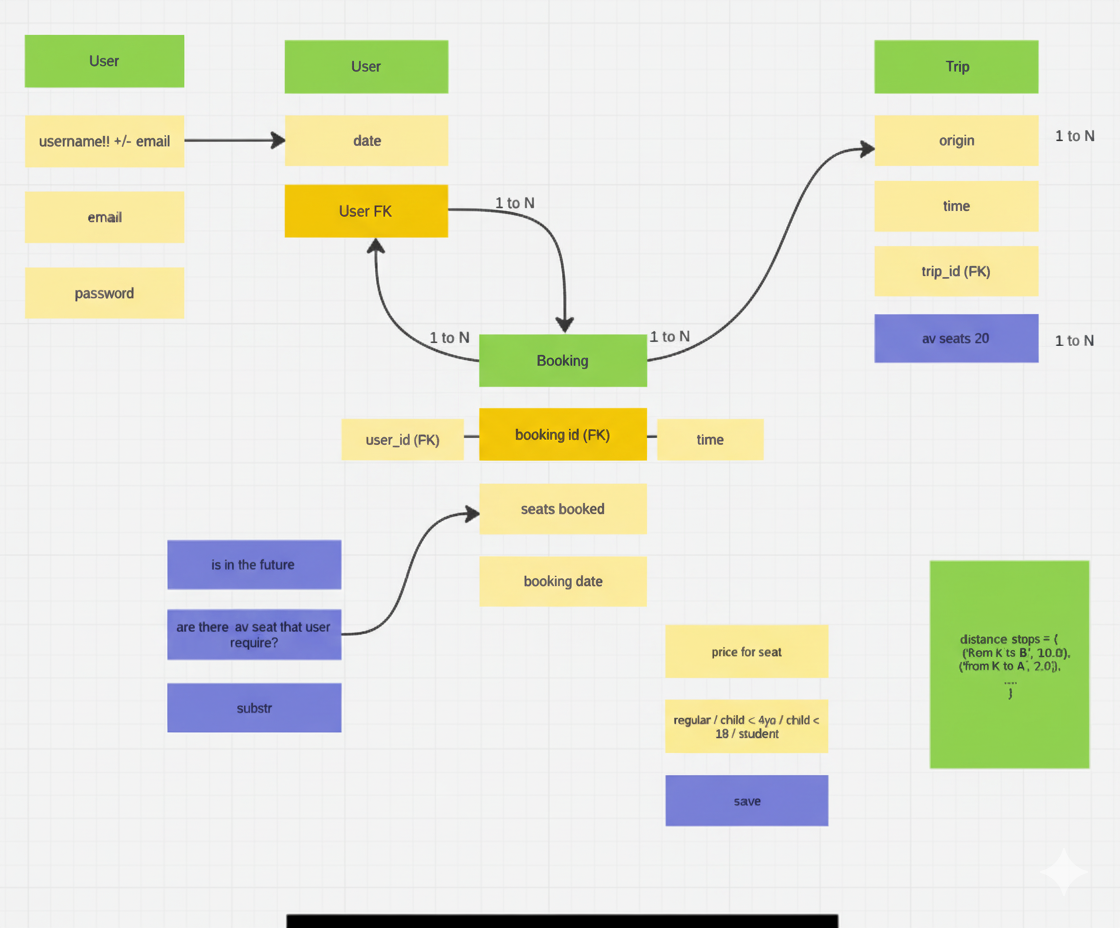 User
username!! +/- email
email
password
User
date
User FK
1 to N
1 to N
Booking
1 to N
user_id (FK)
booking id (FK)
time
seats booked
booking date
is in the future
are there av seat that user
require?
substr
Trip
origin
1 to N
time
trip_id (FK)
av seats 20
1 to N
price for seat
regular / child < 4yo / child <
18 / student
save
distance stops = {
K ts B', 10.0),
('from K to A', 2.0]),
....
}